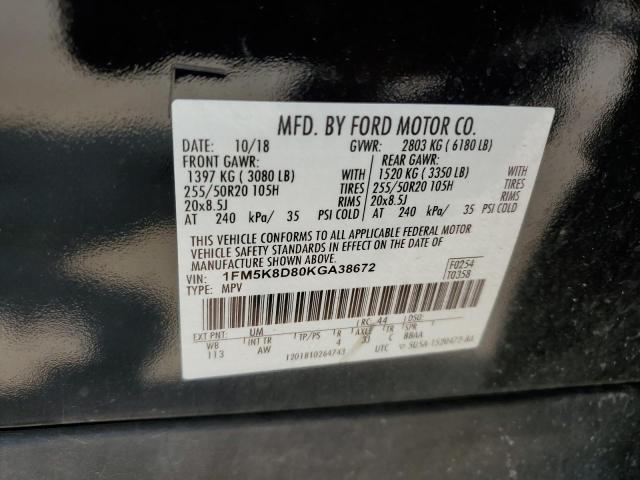 MFD. BY FORD MOTOR CO.
DATE: 10/18 GVWR: 2803 KG ( 6180 LB)
FRONT GAWR: REAR GAWR:
1397 KG ( 3080 LB) WITH 1520 KG ( 3350 LB) WITH
255/50R20 105H TIRES 255/50R20 105H TIRES
20x8.5J RIMS 20x8.5J RIMS
AT 240 kPa/ 35 PSI COLD AT 240 kPa/ 35 PSI COLD
THIS VEHICLE CONFORMS TO ALL APPLICABLE FEDERAL MOTOR
VEHICLE SAFETY STANDARDS IN EFFECT ON THE DATE OF
MANUFACTURE SHOWN ABOVE.
VIN: 1FM5K8D80KGA38672 F0254
TYPE: MPV T0358
EXT PNT: UM RC: 44
WB INT TR TP/PS R AXLE TR SPR
113 AW 4 C 88AA
1201810264743 UTC